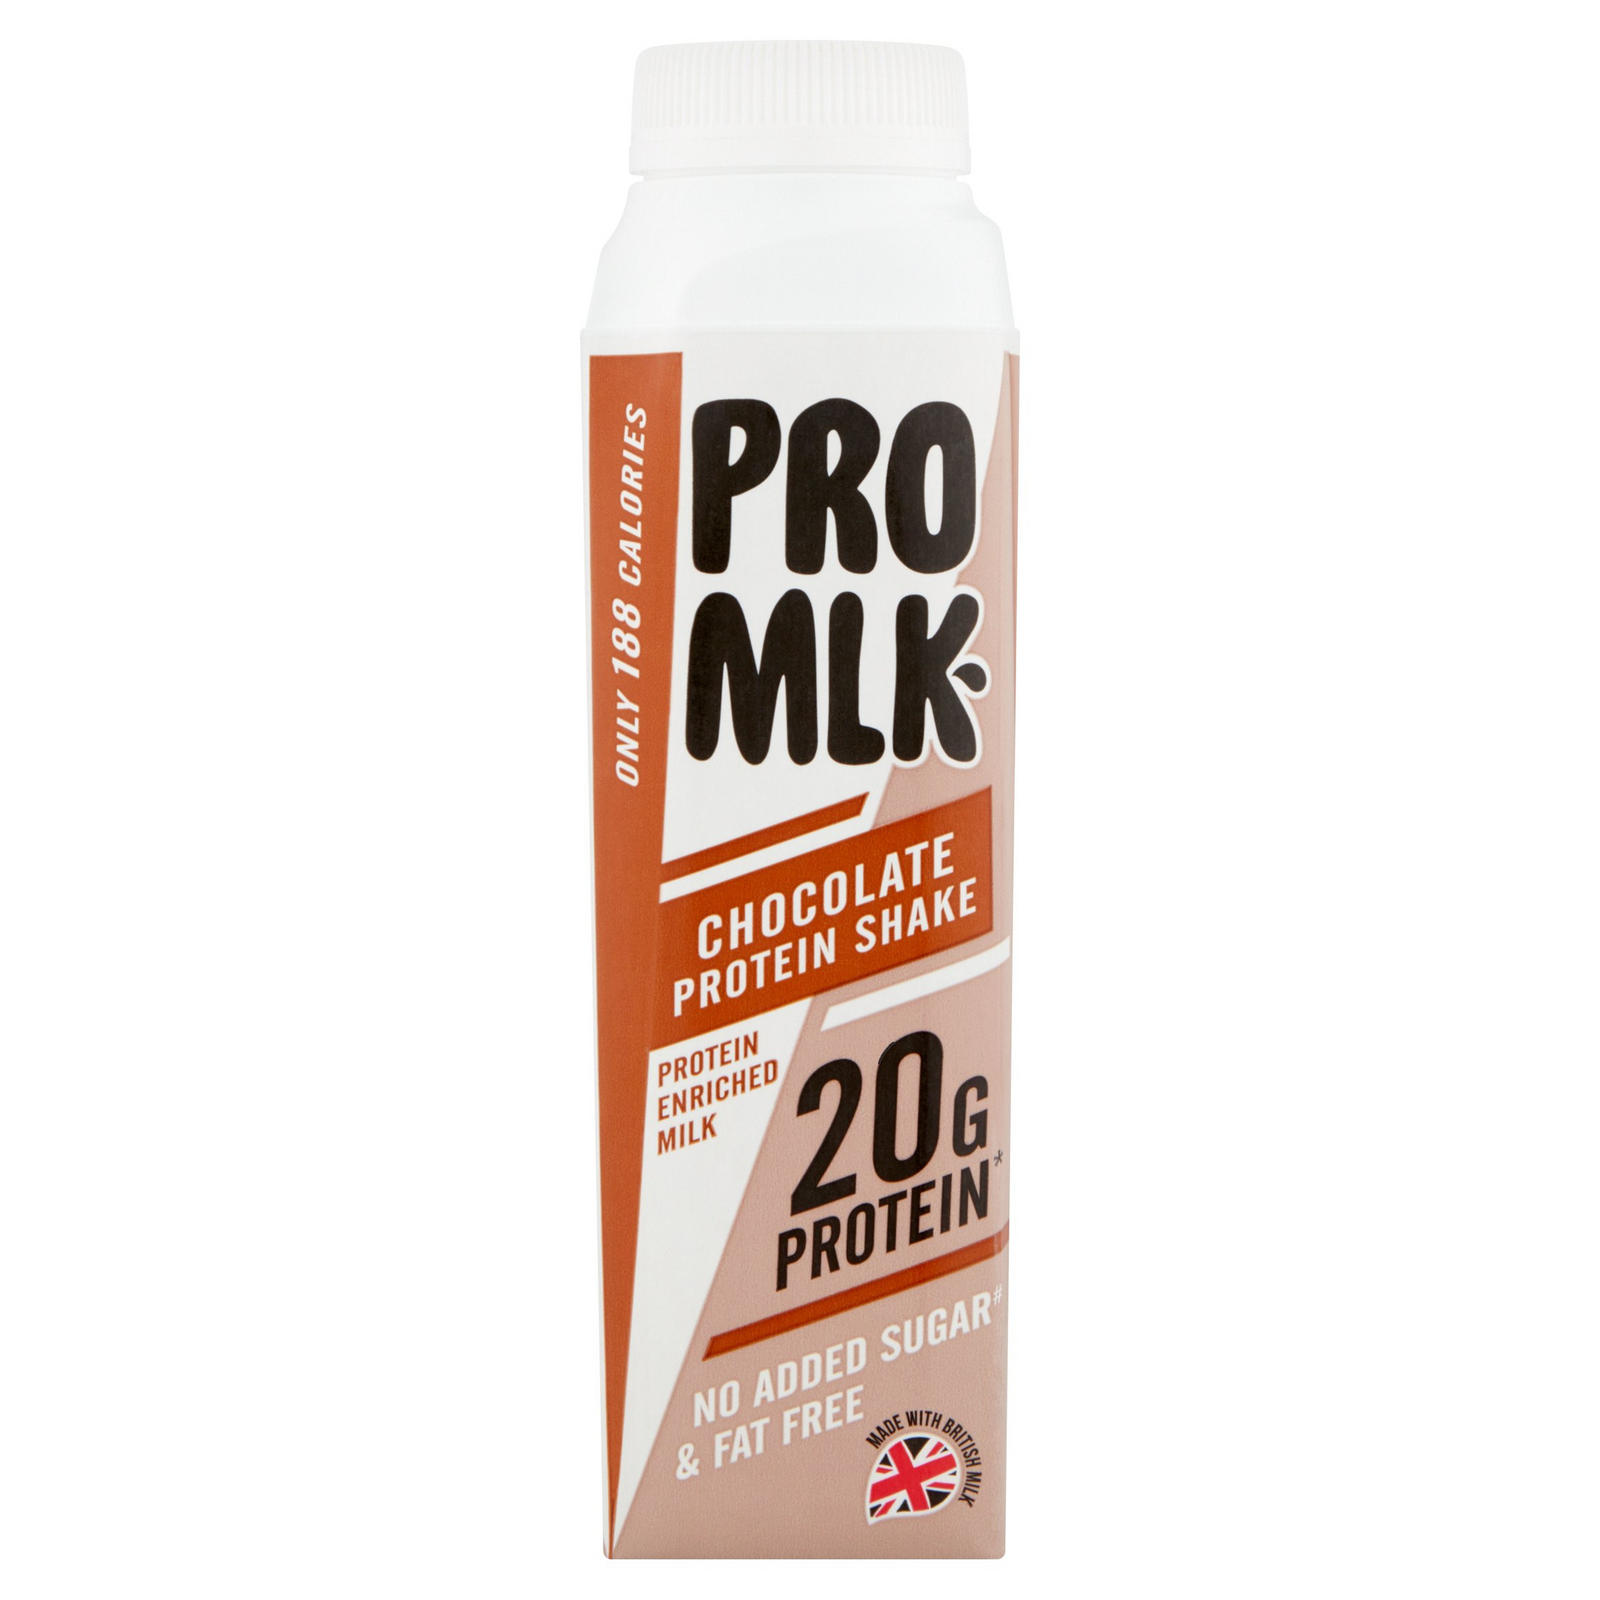 ONLY 188 CALORIES
PRO
MLK
CHOCOLATE
PROTEIN SHAKE
PROTEIN
ENRICHED
MILK
20G
PROTEIN*
NO ADDED SUGAR#
& FAT FREE
MADE WITH BRITISH MILK